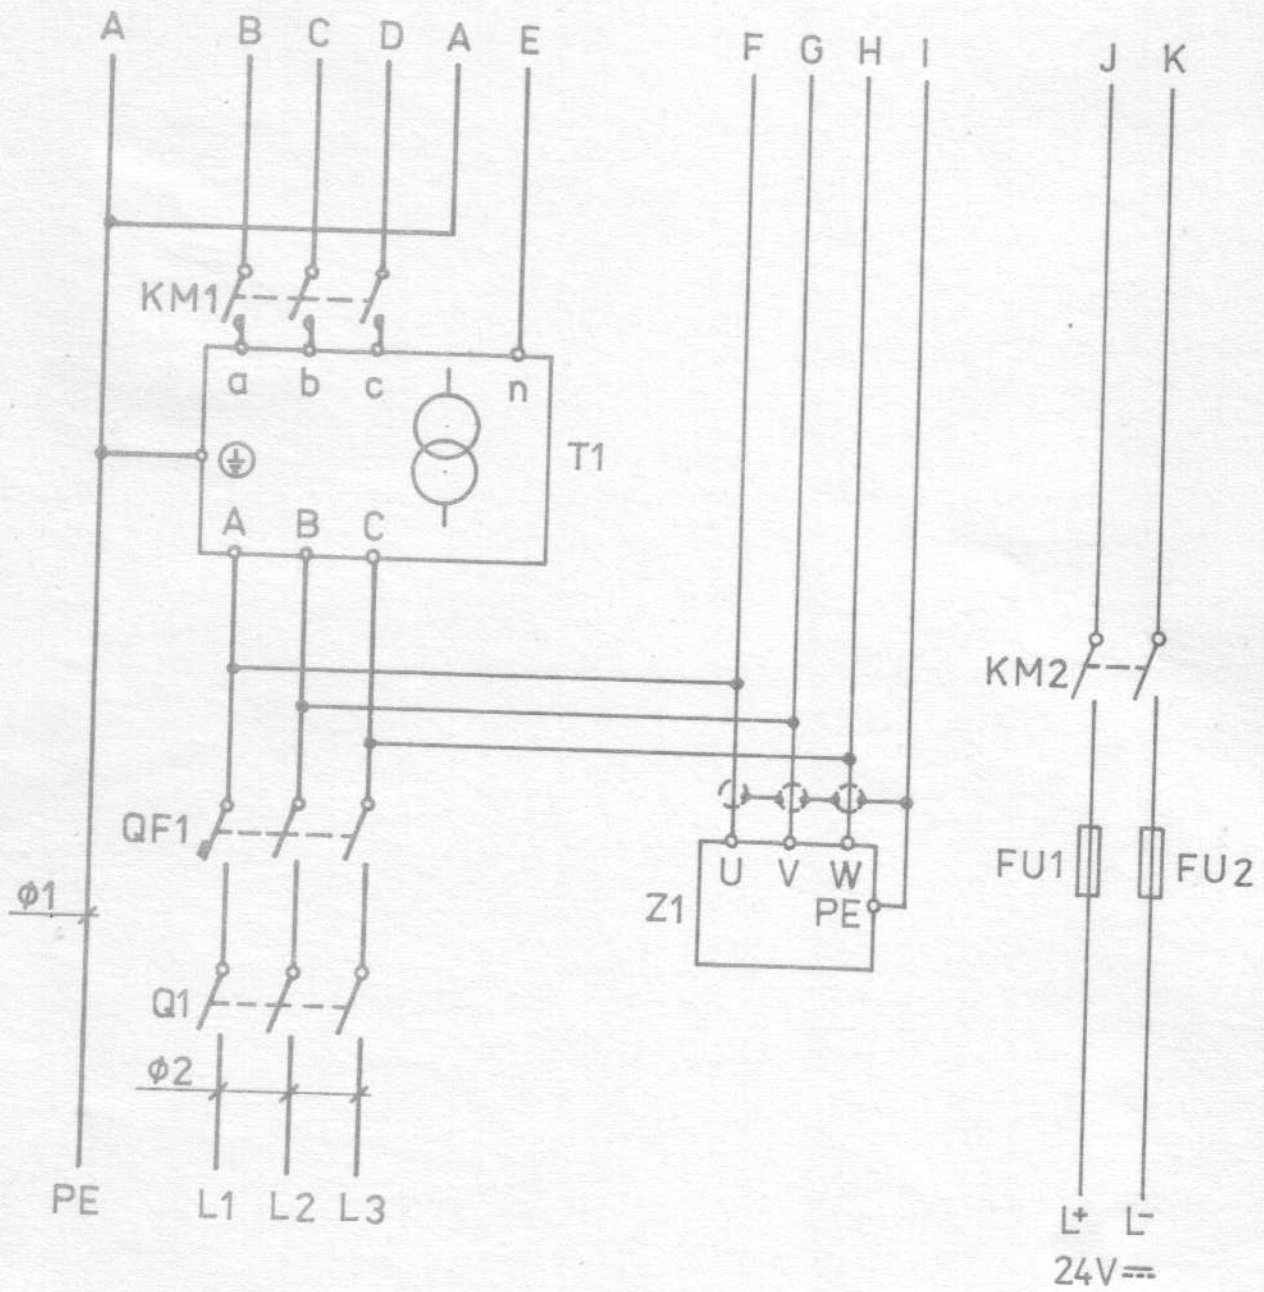 A B C D A E F G H I J K
KM1
a b c n
T1
A B C
KM2
QF1
U V W
FU1 FU2
Z1 PE
ϕ1
Q1
ϕ2
PE L1 L2 L3
L+ L-
24V